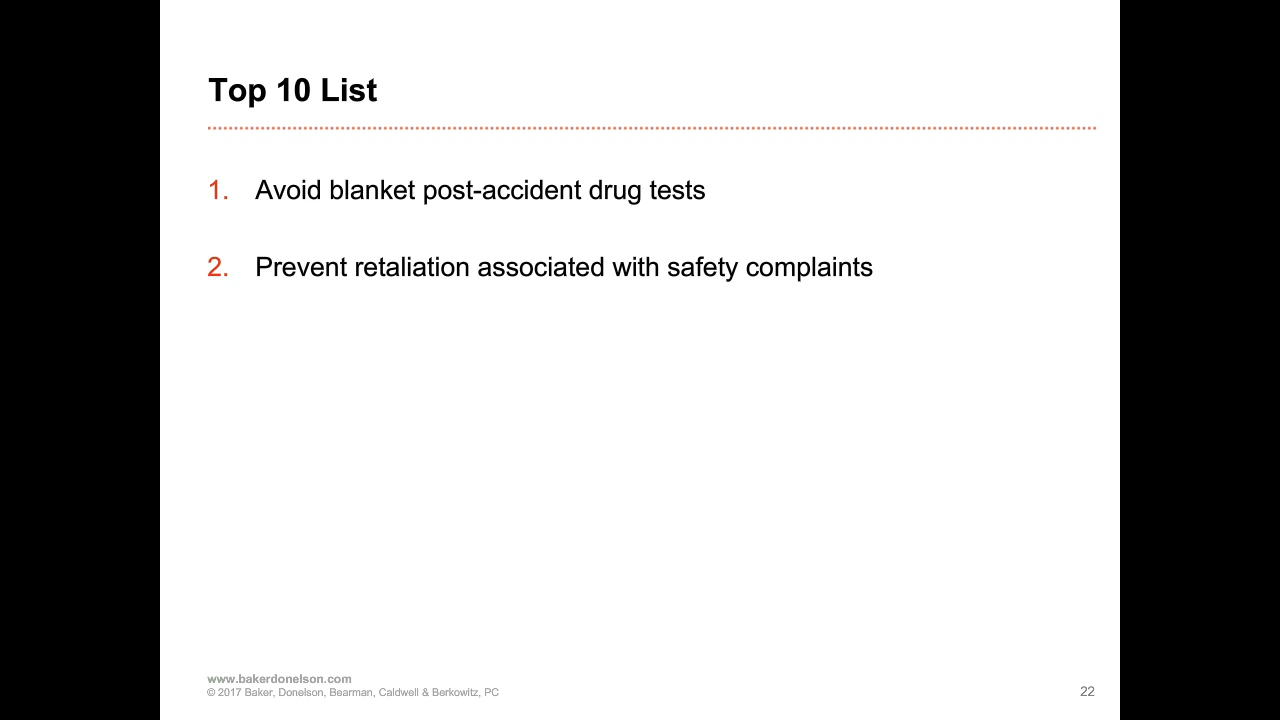 Top 10 List
1. Avoid blanket post-accident drug tests
2. Prevent retaliation associated with safety complaints
www.bakerdonelson.com
© 2017 Baker, Donelson, Bearman, Caldwell & Berkowitz, PC
22